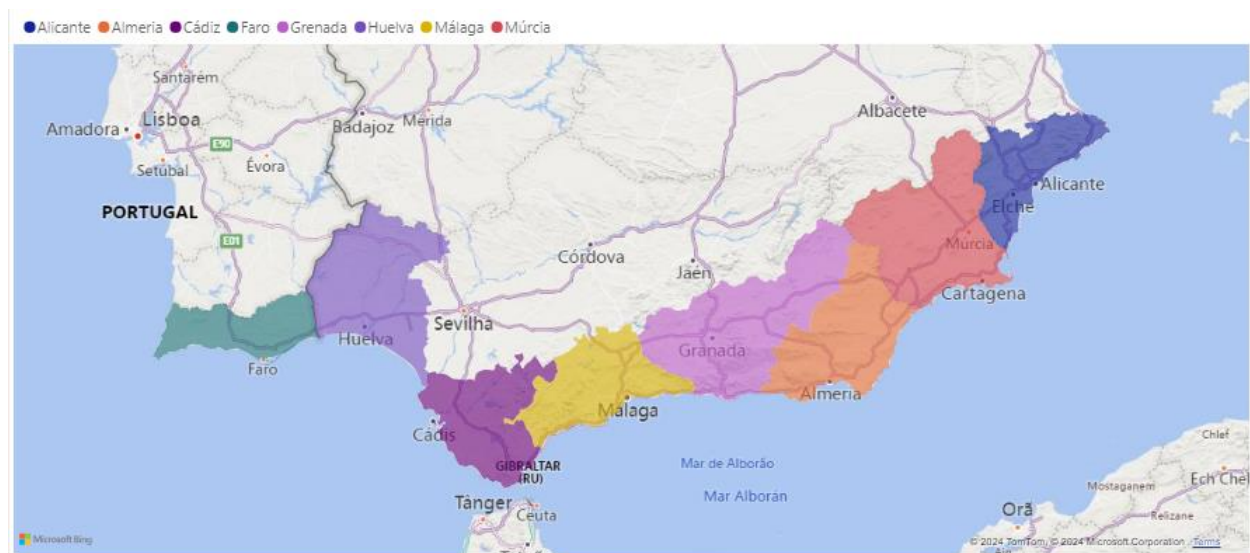 Alicante Almeria Cádiz Faro Grenada Huelva Málaga Múrcia
Santarém
Lisboa
Amadora
Badajoz
Mérida
Albacete
E90
Setúbal
Évora
Alicante
Elche
PORTUGAL
E01
Múrcia
Córdova
Jaén
Cartagena
Sevilha
Huelva
Granada
Faro
Almeria
Málaga
Cádis
GIBRALTAR
(RU)
Mar de Alborão
Mar Alborán
Chlef
Ech Chel
Mostaganem
Tânger
Ceuta
Orã
Relizane
Microsoft Bing
© 2024 TomTom, © 2024 Microsoft Corporation Terms